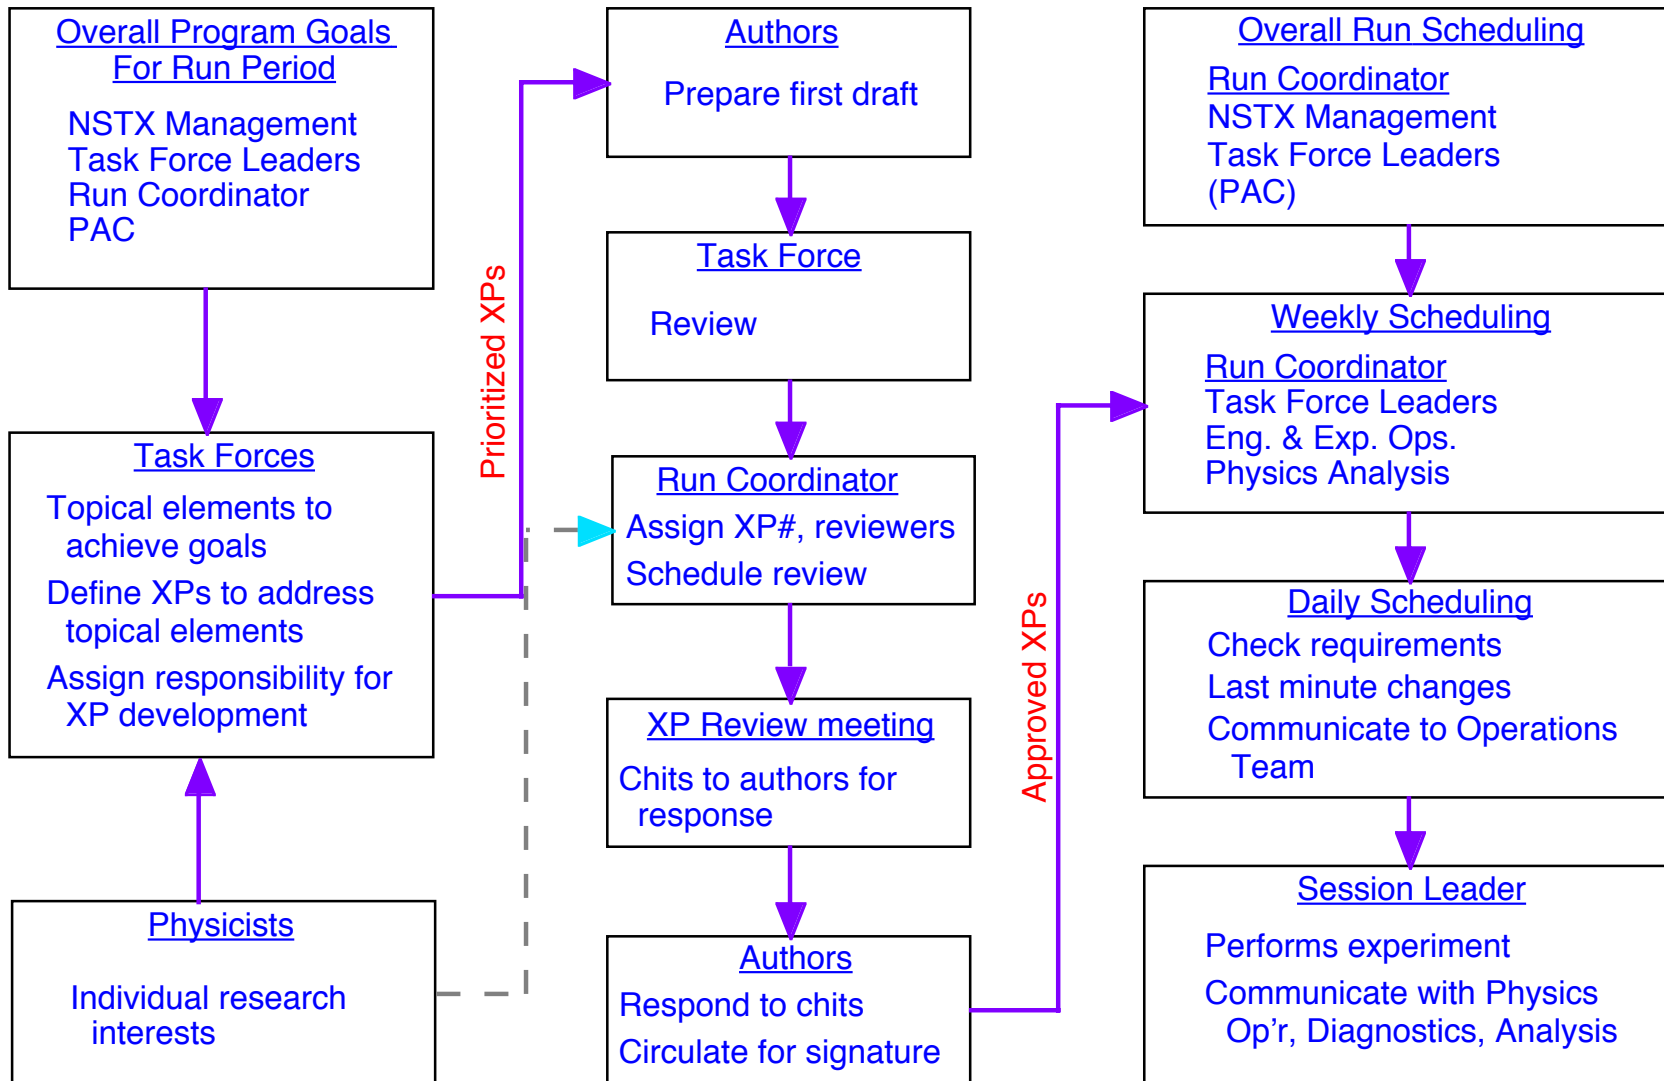 Overall Program Goals
For Run Period
NSTX Management
Task Force Leaders
Run Coordinator
PAC
Task Forces
Topical elements to
achieve goals
Define XPs to address
topical elements
Assign responsibility for
XP development
Physicists
Individual research
interests
Prioritized XPs
Authors
Prepare first draft
Task Force
Review
Run Coordinator
Assign XP#, reviewers
Schedule review
XP Review meeting
Chits to authors for
response
Authors
Respond to chits
Circulate for signature
Approved XPs
Overall Run Scheduling
Run Coordinator
NSTX Management
Task Force Leaders
(PAC)
Weekly Scheduling
Run Coordinator
Task Force Leaders
Eng. & Exp. Ops.
Physics Analysis
Daily Scheduling
Check requirements
Last minute changes
Communicate to Operations
Team
Session Leader
Performs experiment
Communicate with Physics
Op’r, Diagnostics, Analysis